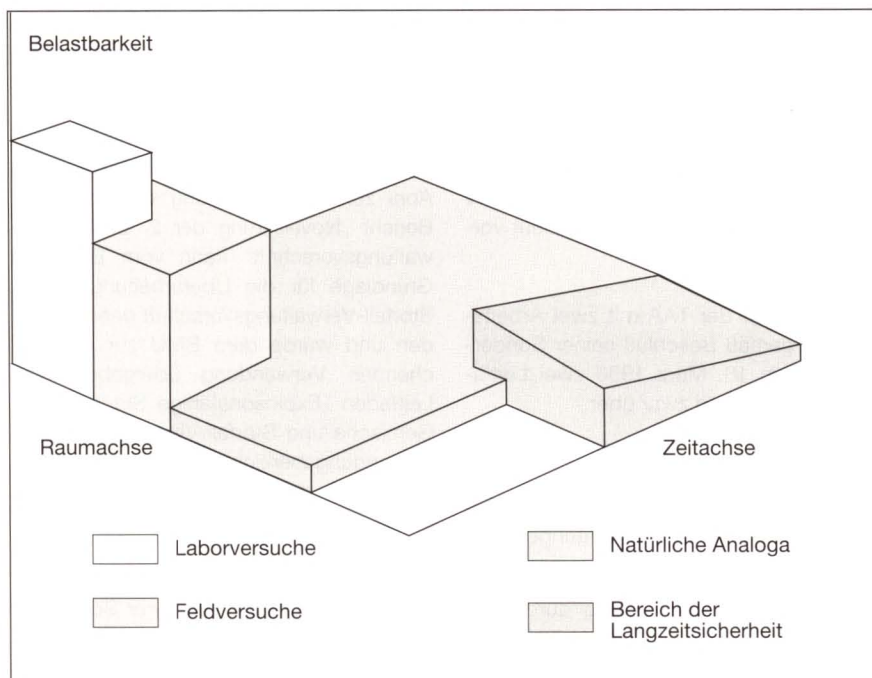 Belastbarkeit
Raumachse
Zeitachse
Laborversuche
Natürliche Analoga
Feldversuche
Bereich der
Langzeitsicherheit